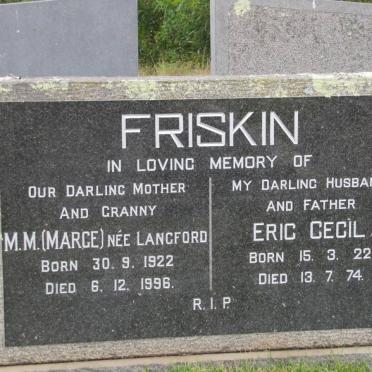 FRISKIN
IN LOVING MEMORY OF
OUR DARLING MOTHER
AND GRANNY
M.M. (MARGE) NÉE LANGFORD
BORN 30. 9. 1922
DIED 6. 12. 1996.
MY DARLING HUSBAN
AND FATHER
ERIC CECIL
BORN 15. 3. 22
DIED 13. 7. 74.
R.I.P.